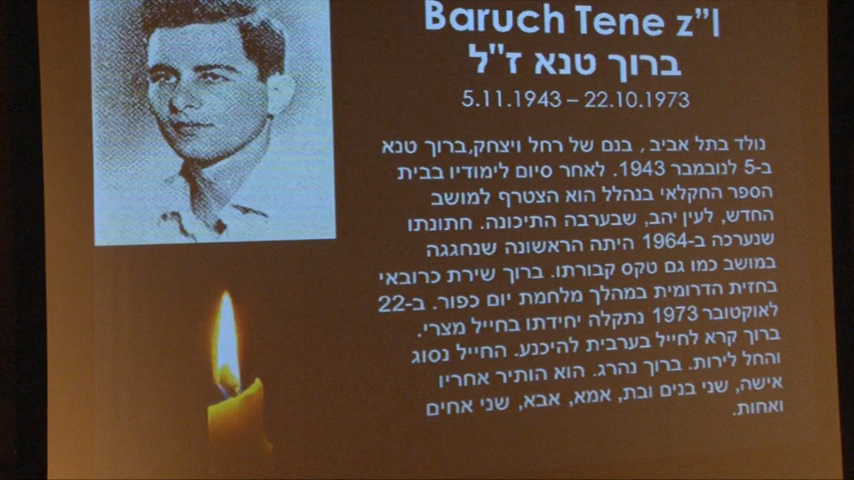 Baruch Tene z”l
ברוך טנא ז"ל
5.11.1943 – 22.10.1973
נולד בתל אביב , בנם של רחל ויצחק,ברוך טנא
ב-5 לנובמבר 1943. לאחר סיום לימודיו בבית
הספר החקלאי בנהלל הוא הצטרף למושב
החדש, לעין יהב, שבערבה התיכונה. חתונתו
שנערכה ב-1964 היתה הראשונה שנחגגה
במושב כמו גם טקס קבורתו. ברוך שירת כרובאי
בחזית הדרומית במהלך מלחמת יום כפור. ב-22
לאוקטובר 1973 נתקלה יחידתו בחייל מצרי.
ברוך קרא לחייל בערבית להיכנע. החייל נסוג
והחל לירות. ברוך נהרג. הוא הותיר אחריו
אישה, שני בנים ובת, אמא, אבא, שני אחים
ואחות.